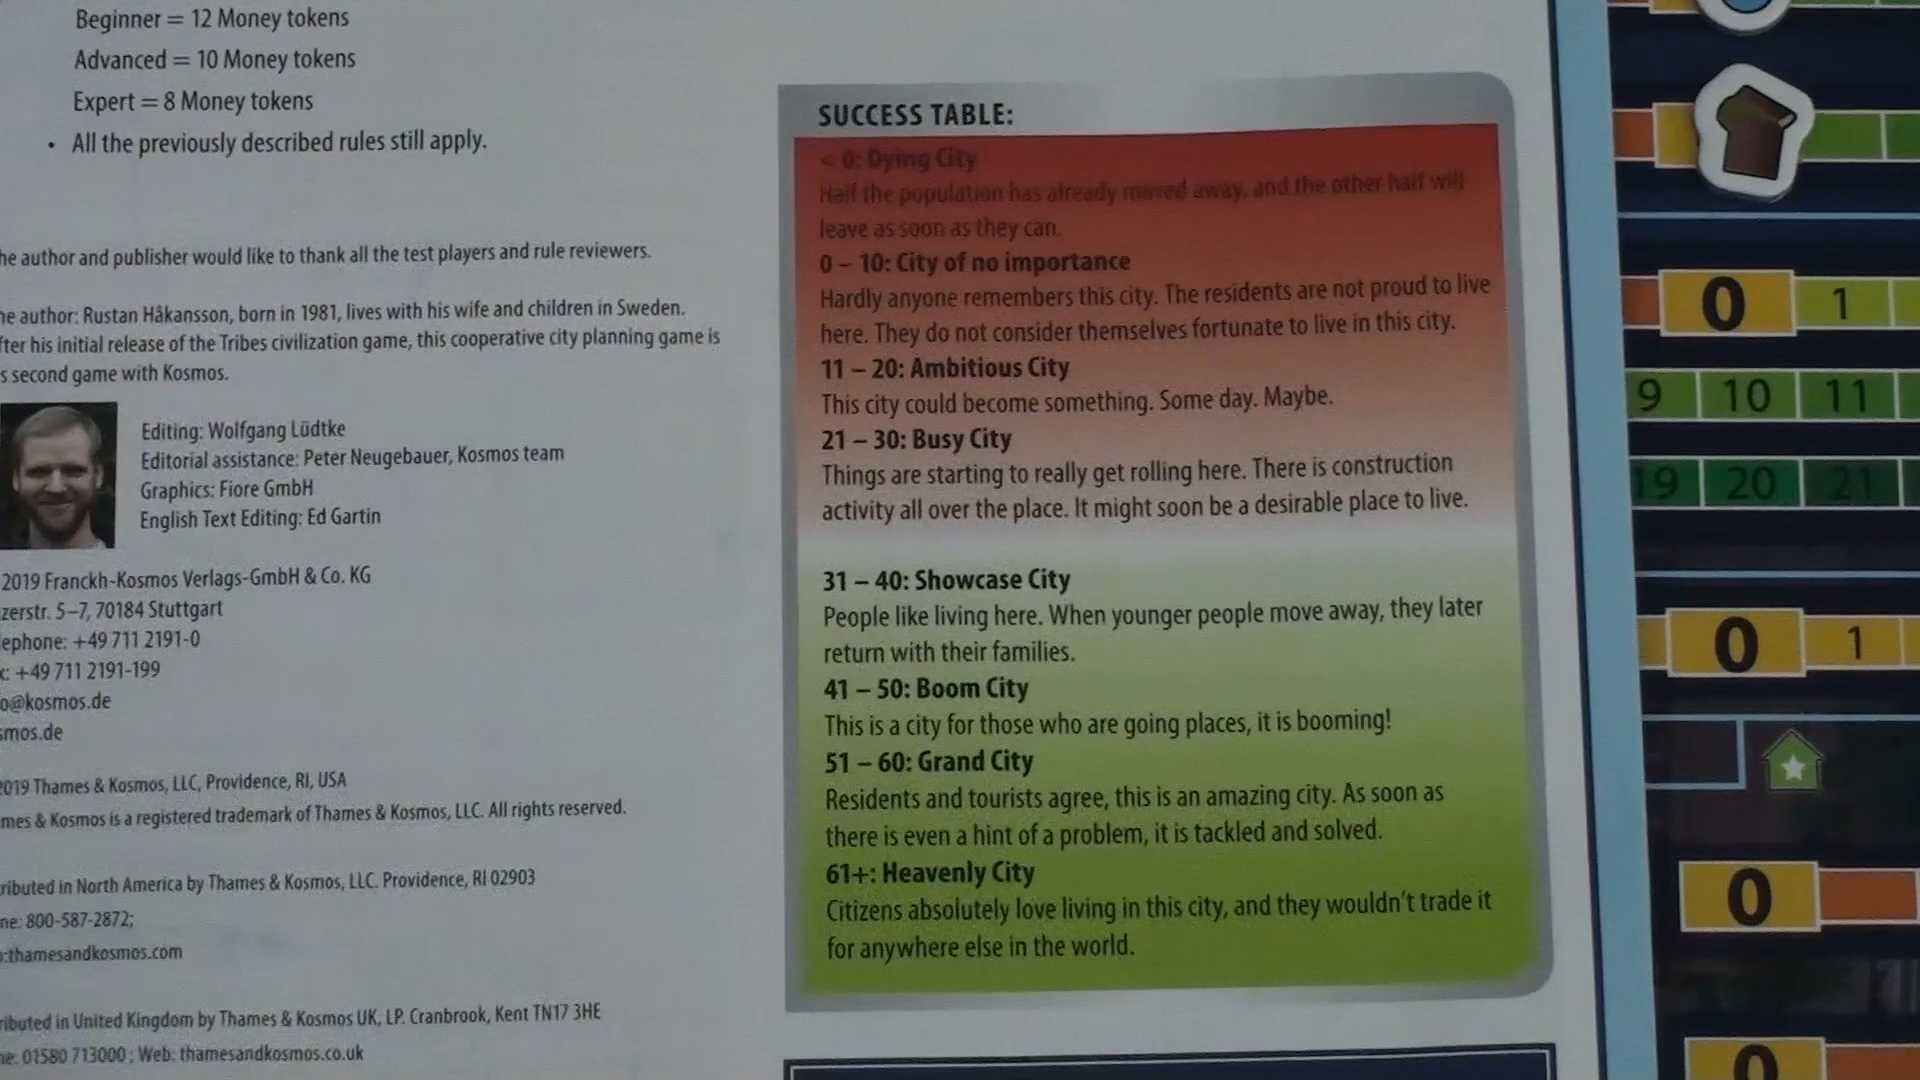 Beginner = 12 Money tokens
Advanced = 10 Money tokens
Expert = 8 Money tokens
• All the previously described rules still apply.
he author and publisher would like to thank all the test players and rule reviewers.
he author: Rustan Håkansson, born in 1981, lives with his wife and children in Sweden.
fter his initial release of the Tribes civilization game, this cooperative city planning game is
s second game with Kosmos.
Editing: Wolfgang Lüdtke
Editorial assistance: Peter Neugebauer, Kosmos team
Graphics: Fiore GmbH
English Text Editing: Ed Gartin
2019 Franckh-Kosmos Verlags-GmbH & Co. KG
zerstr. 5–7, 70184 Stuttgart
lephone: +49 711 2191-0
x: +49 711 2191-199
o@kosmos.de
smos.de
2019 Thames & Kosmos, LLC, Providence, RI, USA
mes & Kosmos is a registered trademark of Thames & Kosmos, LLC. All rights reserved.
ributed in North America by Thames & Kosmos, LLC. Providence, RI 02903
ne: 800-587-2872;
o:thamesandkosmos.com
ributed in United Kingdom by Thames & Kosmos UK, LP. Cranbrook, Kent TN17 3HE
ne: 01580 713000 ; Web: thamesandkosmos.co.uk
SUCCESS TABLE:
< 0: Dying City
Half the population has already moved away, and the other half will
leave as soon as they can.
0 – 10: City of no importance
Hardly anyone remembers this city. The residents are not proud to live
here. They do not consider themselves fortunate to live in this city.
11 – 20: Ambitious City
This city could become something. Some day. Maybe.
21 – 30: Busy City
Things are starting to really get rolling here. There is construction
activity all over the place. It might soon be a desirable place to live.
31 – 40: Showcase City
People like living here. When younger people move away, they later
return with their families.
41 – 50: Boom City
This is a city for those who are going places, it is booming!
51 – 60: Grand City
Residents and tourists agree, this is an amazing city. As soon as
there is even a hint of a problem, it is tackled and solved.
61+: Heavenly City
Citizens absolutely love living in this city, and they wouldn't trade it
for anywhere else in the world.
0 1
9 10 11
19 20 21
0 1
0
0